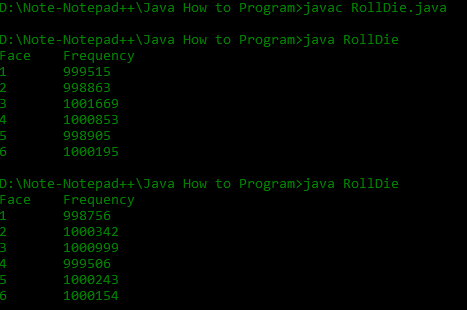 D:\Note-Notepad++\Java How to Program>javac RollDie.java
D:\Note-Notepad++\Java How to Program>java RollDie
Face Frequency
1 999515
2 998863
3 1001669
4 1000853
5 998905
6 1000195
D:\Note-Notepad++\Java How to Program>java RollDie
Face Frequency
1 998756
2 1000342
3 1000999
4 999506
5 1000243
6 1000154